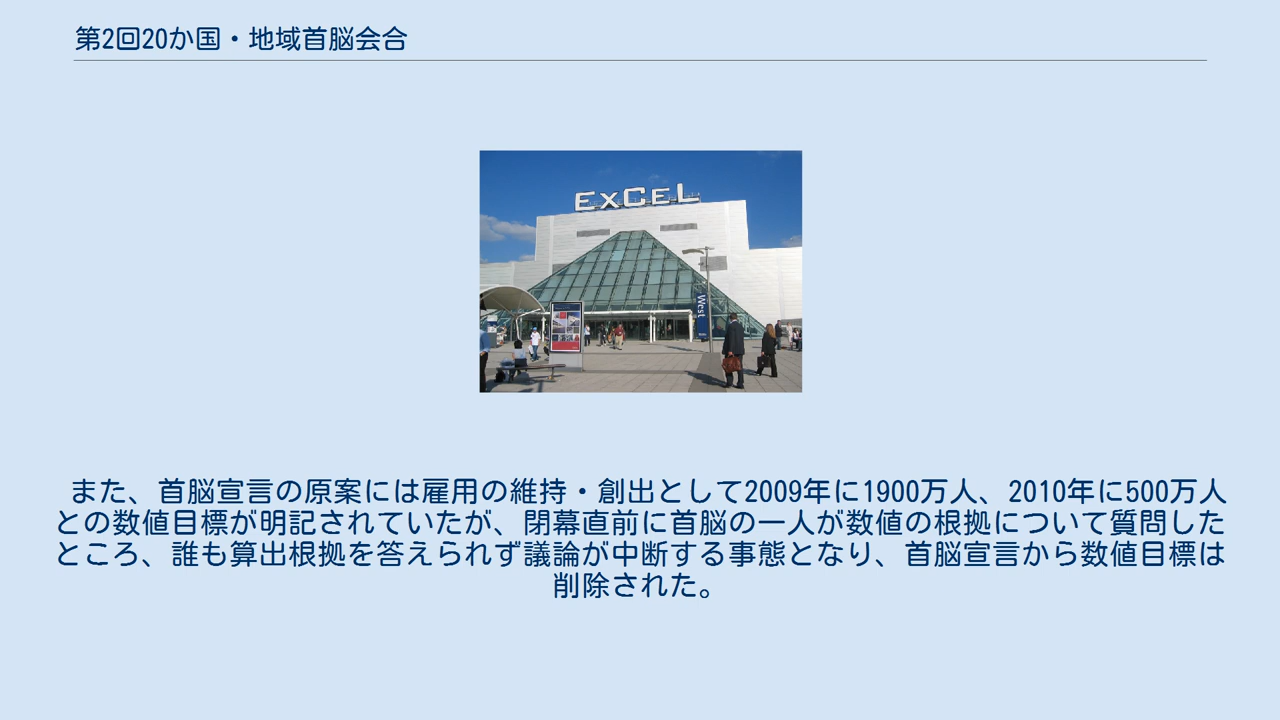 第2回20か国・地域首脳会合
EXCEL
West
また、首脳宣言の原案には雇用の維持・創出として2009年に1900万人、2010年に500万人
との数値目標が明記されていたが、閉幕直前に首脳の一人が数値の根拠について質問した
ところ、誰も算出根拠を答えられず議論が中断する事態となり、首脳宣言から数値目標は
削除された。